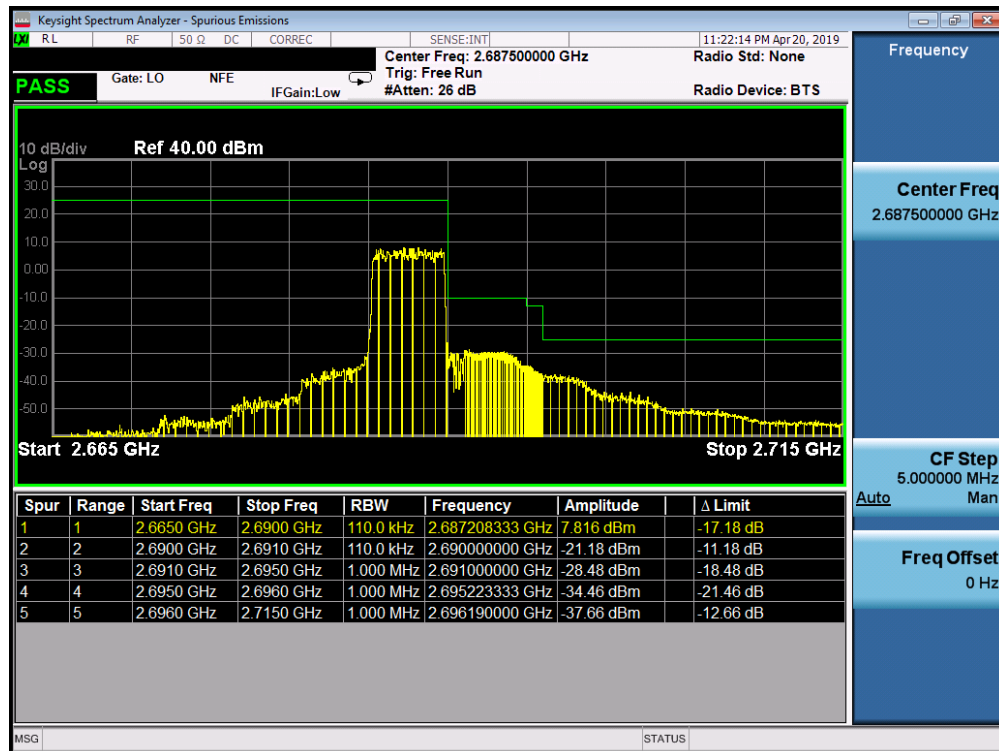 Keysight Spectrum Analyzer - Spurious Emissions
LXI RL RF 50 Ω DC CORREC SENSE:INT 11:22:14 PM Apr 20, 2019
Center Freq: 2.687500000 GHz Radio Std: None
PASS Gate: LO NFE Trig: Free Run
IFGain:Low #Atten: 26 dB Radio Device: BTS
Frequency
10 dB/div Ref 40.00 dBm
Log
30.0
20.0
10.0
0.00
-10.0
-20.0
-30.0
-40.0
-50.0
Start 2.665 GHz Stop 2.715 GHz
Spur Range Start Freq Stop Freq RBW Frequency Amplitude Δ Limit
1 1 2.6650 GHz 2.6900 GHz 110.0 kHz 2.687208333 GHz 7.816 dBm -17.18 dB
2 2 2.6900 GHz 2.6910 GHz 110.0 kHz 2.690000000 GHz -21.18 dBm -11.18 dB
3 3 2.6910 GHz 2.6950 GHz 1.000 MHz 2.691000000 GHz -28.48 dBm -18.48 dB
4 4 2.6950 GHz 2.6960 GHz 1.000 MHz 2.695223333 GHz -34.46 dBm -21.46 dB
5 5 2.6960 GHz 2.7150 GHz 1.000 MHz 2.696190000 GHz -37.66 dBm -12.66 dB
Center Freq
2.687500000 GHz
CF Step
5.000000 MHz
Auto Man
Freq Offset
0 Hz
MSG STATUS